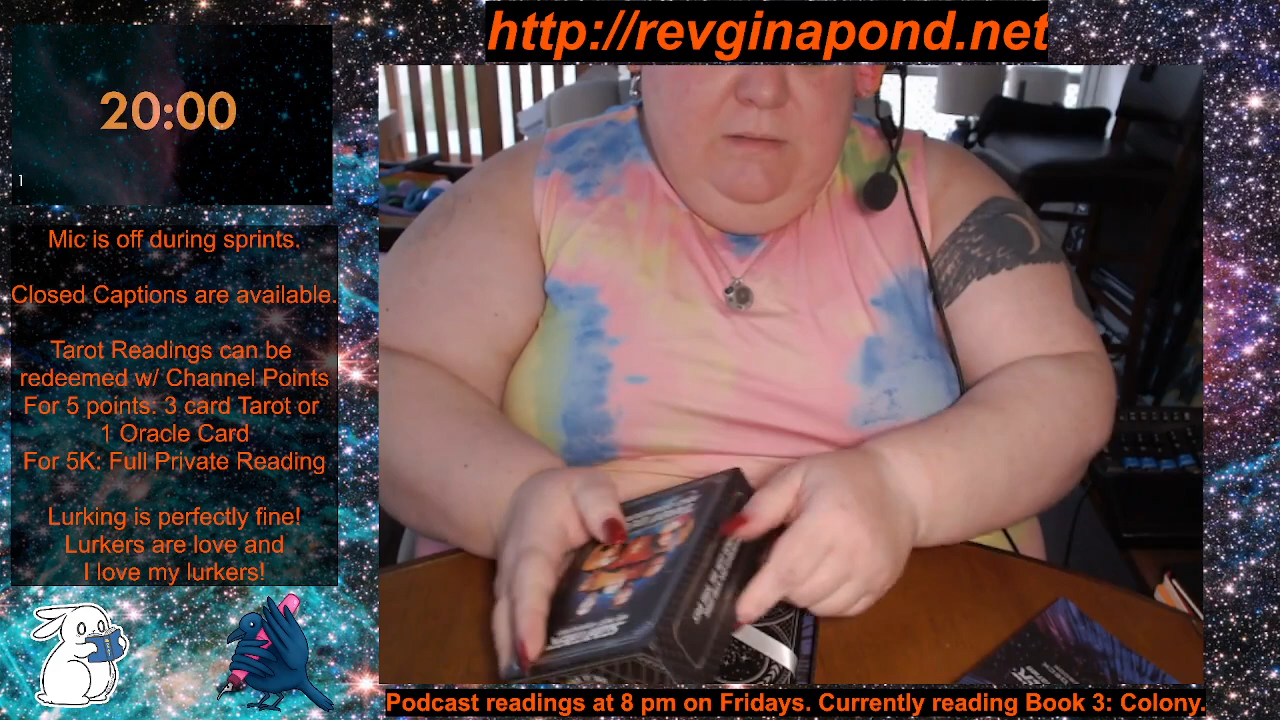 http://revginapond.net
20:00
1
Mic is off during sprints.
Closed Captions are available.
Tarot Readings can be
redeemed w/ Channel Points
For 5 points: 3 card Tarot or
1 Oracle Card
For 5K: Full Private Reading
Lurking is perfectly fine!
Lurkers are love and
I love my lurkers!
Podcast readings at 8 pm on Fridays. Currently reading Book 3: Colony.